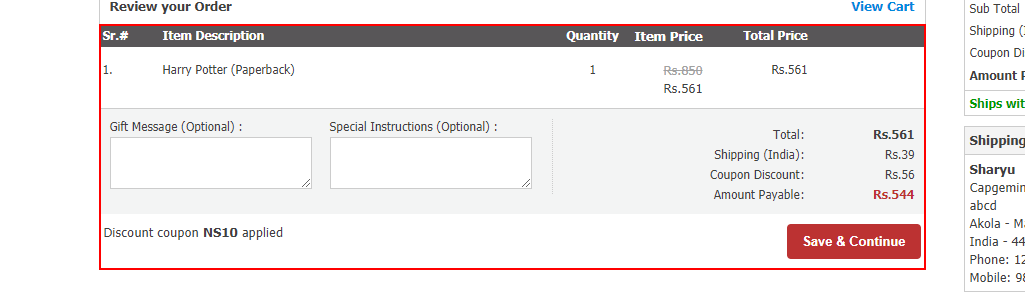 Review your Order View Cart
Sr.# Item Description Quantity Item Price Total Price
1. Harry Potter (Paperback) 1 Rs.850 Rs.561
Rs.561
Gift Message (Optional) : Special Instructions (Optional) :
Total: Rs.561
Shipping (India): Rs.39
Coupon Discount: Rs.56
Amount Payable: Rs.544
Discount coupon NS10 applied Save & Continue
Sub Total
Shipping
Coupon
Amount
Ships
Shipping
Sharyu
abcd
Akola -
India - 44
Phone: 12
Mobile: 98